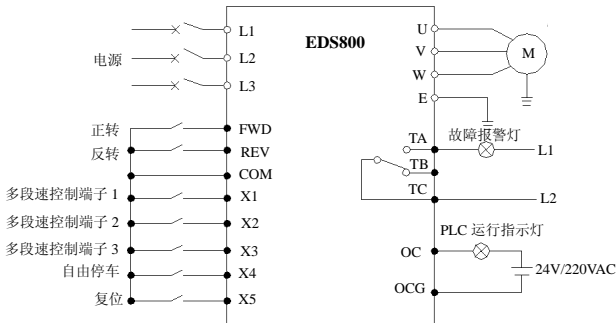 L1
EDS800
电源
L2
L3
U
V
W
M
E
正转
FWD
反转
REV
COM
多段速控制端子 1
X1
多段速控制端子 2
X2
多段速控制端子 3
X3
自由停车
X4
复位
X5
TA
故障报警灯
L1
TB
TC
L2
PLC 运行指示灯
OC
24V/220VAC
OCG